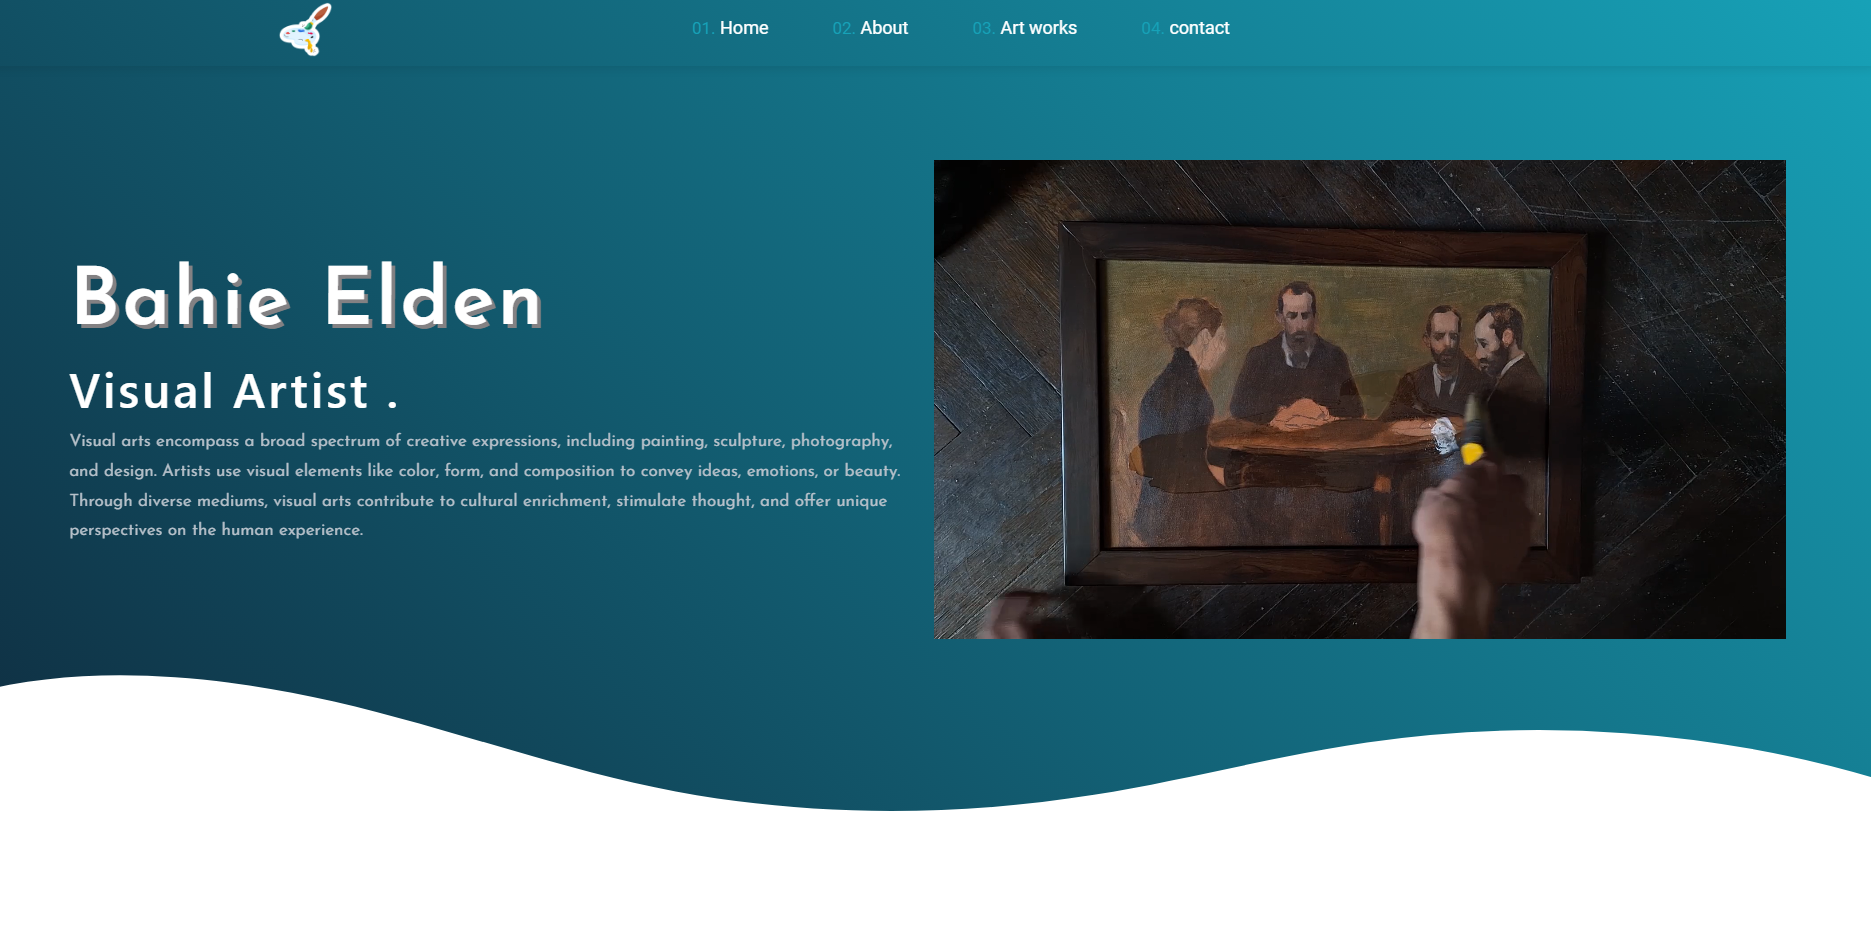 01. Home 02. About 03. Art works 04. contact
Bahie Elden
Visual Artist .
Visual arts encompass a broad spectrum of creative expressions, including painting, sculpture, photography,
and design. Artists use visual elements like color, form, and composition to convey ideas, emotions, or beauty.
Through diverse mediums, visual arts contribute to cultural enrichment, stimulate thought, and offer unique
perspectives on the human experience.